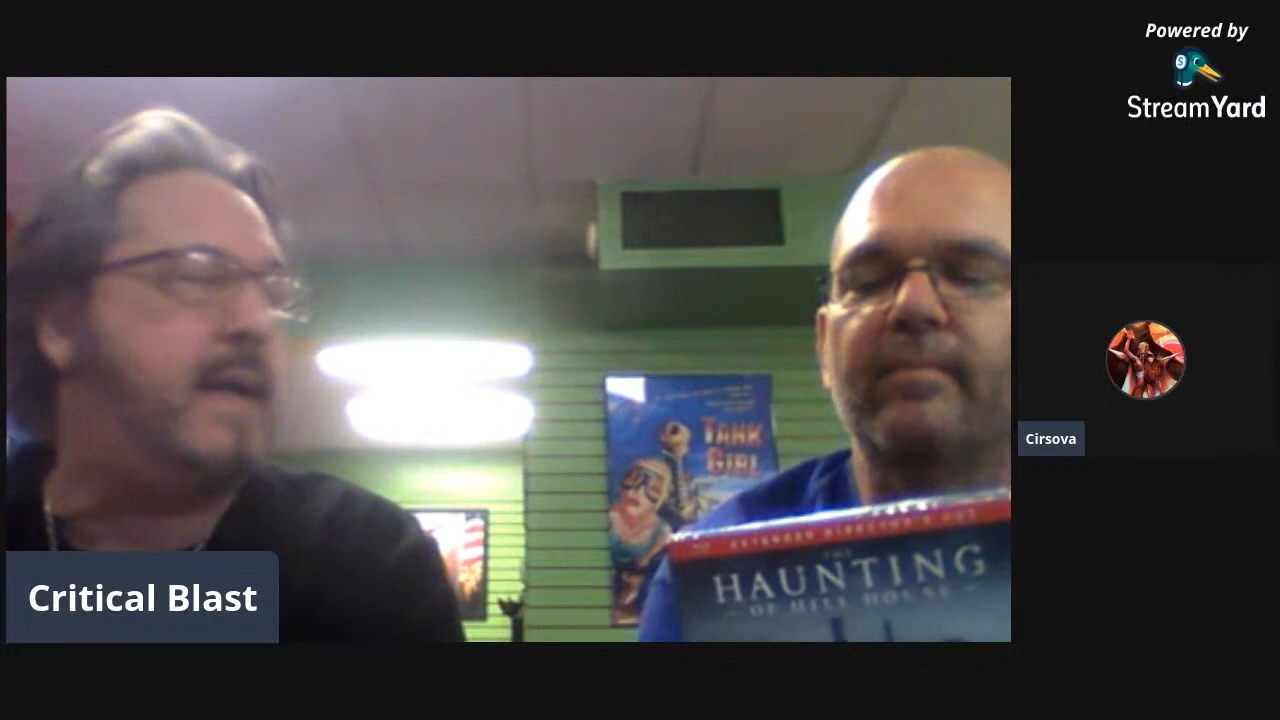 Powered by
StreamYard
TANK
GIRL
EXTENDED DIRECTOR'S CUT
THE
HAUNTING
OF HILL HOUSE
Cirsova
Critical Blast